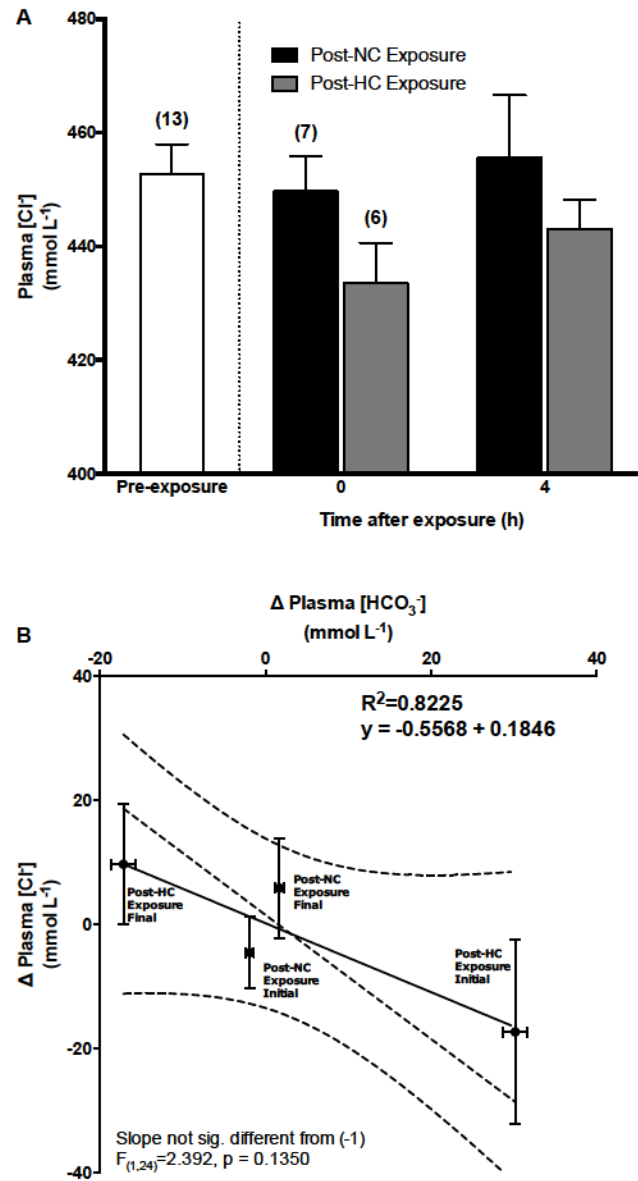 A
480
Post-NC Exposure
Post-HC Exposure
460
(13)
(7)
(6)
440
420
400
Plasma [Cl-]
(mmol L-1)
Pre-exposure
0
4
Time after exposure (h)
Δ Plasma [HCO3-]
(mmol L-1)
B
-20
0
20
40
40
R2=0.8225
y = -0.5568 + 0.1846
20
0
-20
-40
Δ Plasma [Cl-]
(mmol L-1)
Post-HC
Exposure
Final
Post-NC
Exposure
Final
Post-NC
Exposure
Initial
Post-HC
Exposure
Initial
Slope not sig. different from (-1)
F(1,24)=2.392, p = 0.1350